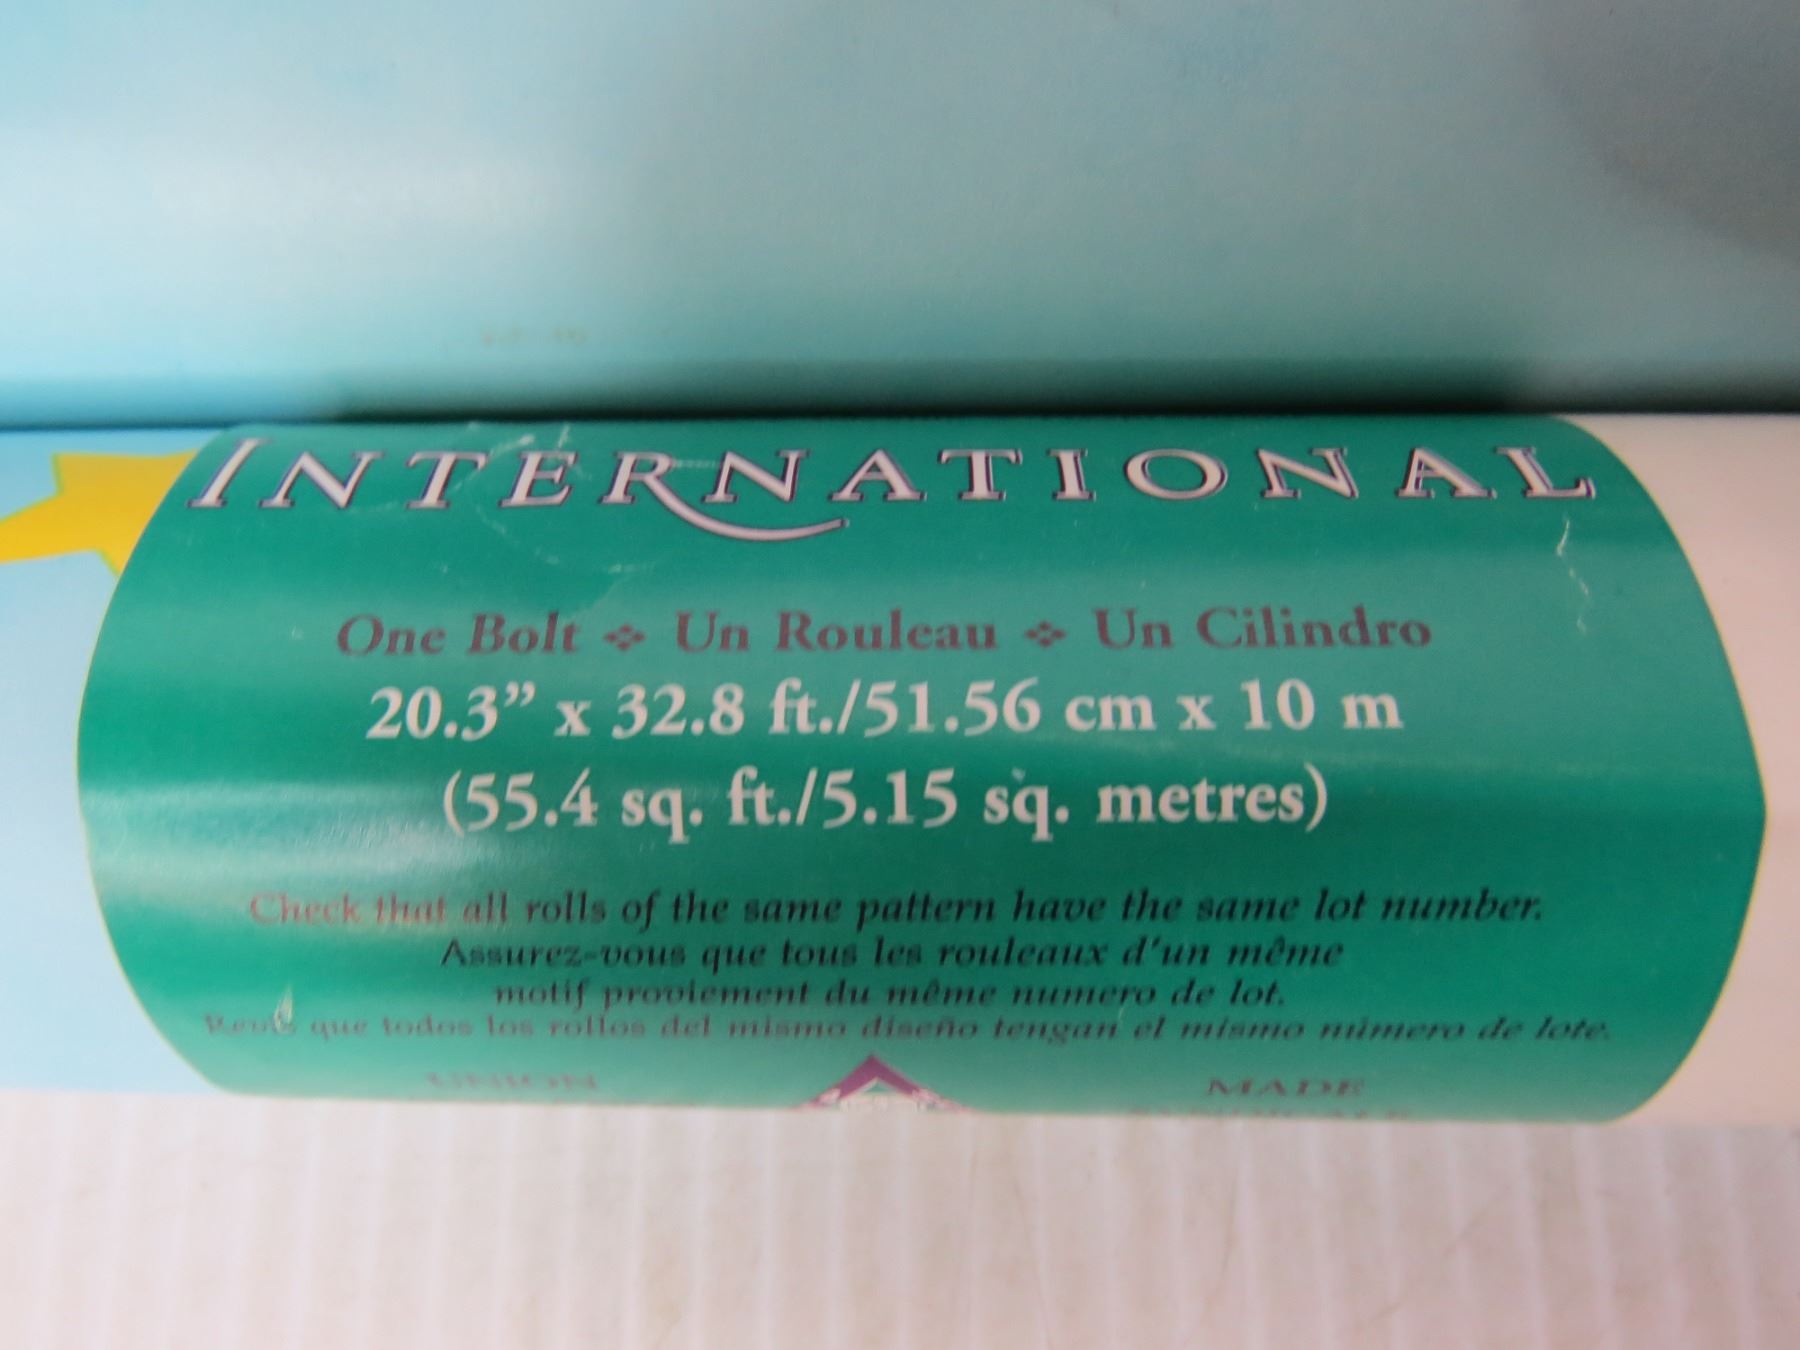 INTERNATIONAL
One Bolt ❖ Un Rouleau ❖ Un Cilindro
20.3” x 32.8 ft./51.56 cm x 10 m
(55.4 sq. ft./5.15 sq. metres)
Check that all rolls of the same pattern have the same lot number.
Assurez-vous que tous les rouleaux d'un même
motif proviement du même numero de lot.
que todos los rollos del mismo diseño tengan el mismo número de lote.
UNION MADE